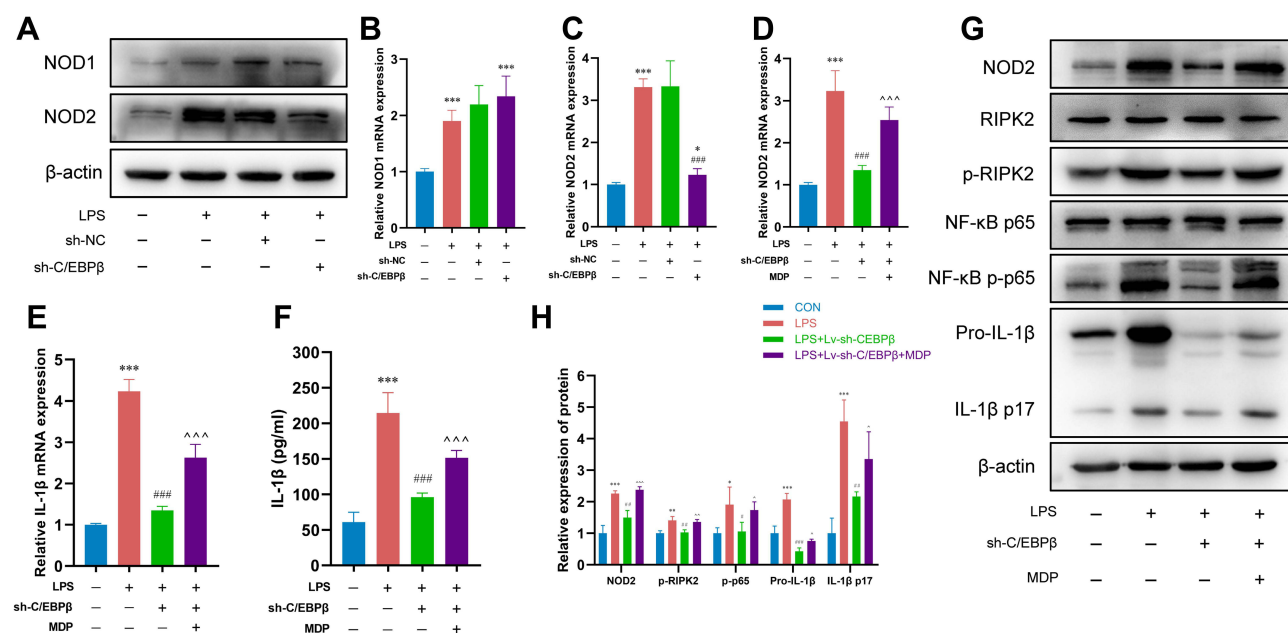 A
NOD1
NOD2
β-actin
LPS – + + +
sh-NC – – + –
sh-C/EBPβ – – – +
B
Relative NOD1 mRNA expression
3
2
1
0
***
***
LPS – + + +
sh-NC – – + –
sh-C/EBPβ – – – +
C
Relative NOD2 mRNA expression
4
3
2
1
0
***
*
###
LPS – + + +
sh-NC – – + –
sh-C/EBPβ – – – +
D
Relative NOD2 mRNA expression
4
3
2
1
0
***
###
^^^
LPS – + + +
sh-C/EBPβ – – + +
MDP – – – +
E
Relative IL-1β mRNA expression
5
4
3
2
1
0
***
###
^^^
LPS – + + +
sh-C/EBPβ – – + +
MDP – – – +
F
IL-1β (pg/ml)
300
250
200
150
100
50
0
***
###
^^^
LPS – + + +
sh-C/EBPβ – – + +
MDP – – – +
CON
LPS
LPS+Lv-sh-CEBPβ
LPS+Lv-sh-C/EBPβ+MDP
H
Relative expression of protein
6
4
2
0
*** ## ^^^
** ## ^^
* # ^
*** ### ^
*** ## ^
NOD2 p-RIPK2 p-p65 Pro-IL-1β IL-1β p17
G
NOD2
RIPK2
p-RIPK2
NF-κB p65
NF-κB p-p65
Pro-IL-1β
IL-1β p17
β-actin
LPS – + + +
sh-C/EBPβ – – + +
MDP – – – +